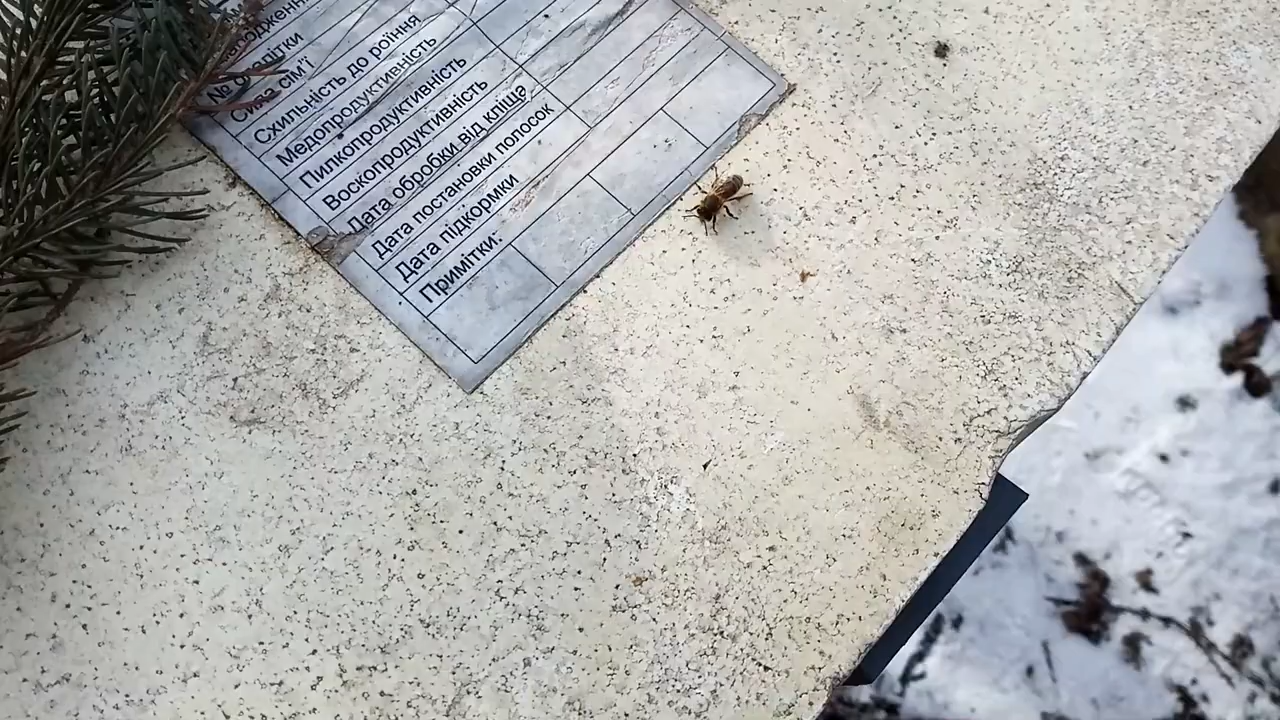 № сімʼї
Сила сім'ї
Схильність до роїння
Медопродуктивність
Пилкопродуктивність
Воскопродуктивність
Дата обробки від кліща
Дата постановки полосок
Дата підкормки
Примітки: